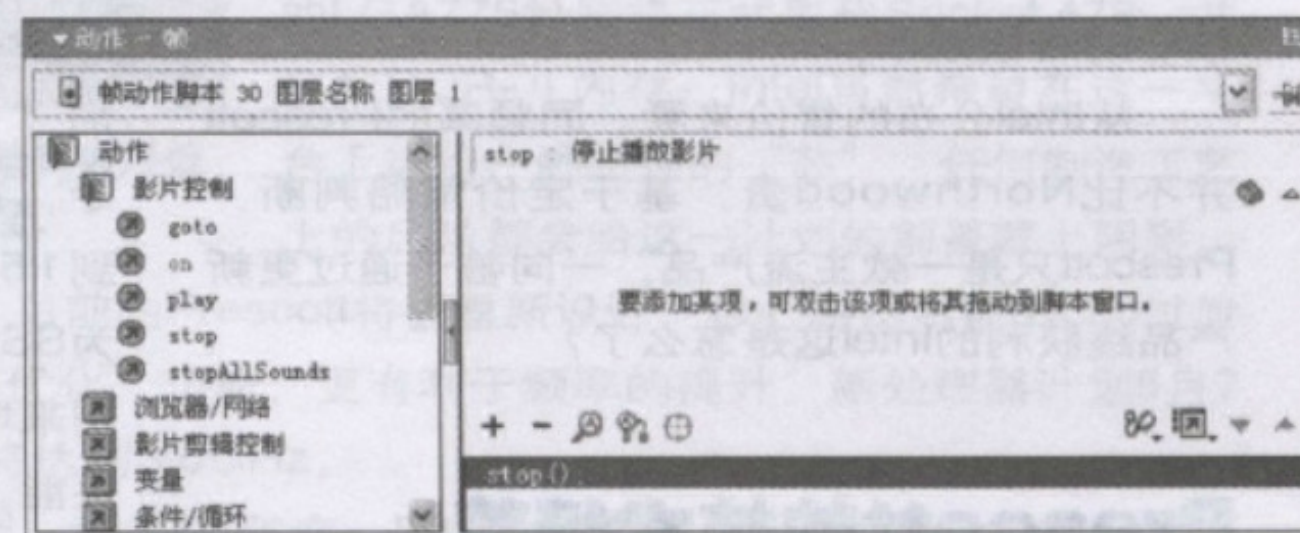 动作 - 帧
帧动作脚本 30 图层名称 图层 1
动作
影片控制
goto
on
play
stop
stopAllSounds
浏览器/网络
影片剪辑控制
变量
条件/循环
stop : 停止播放影片
要添加某项,可双击该项或将其拖动到脚本窗口。
stop();